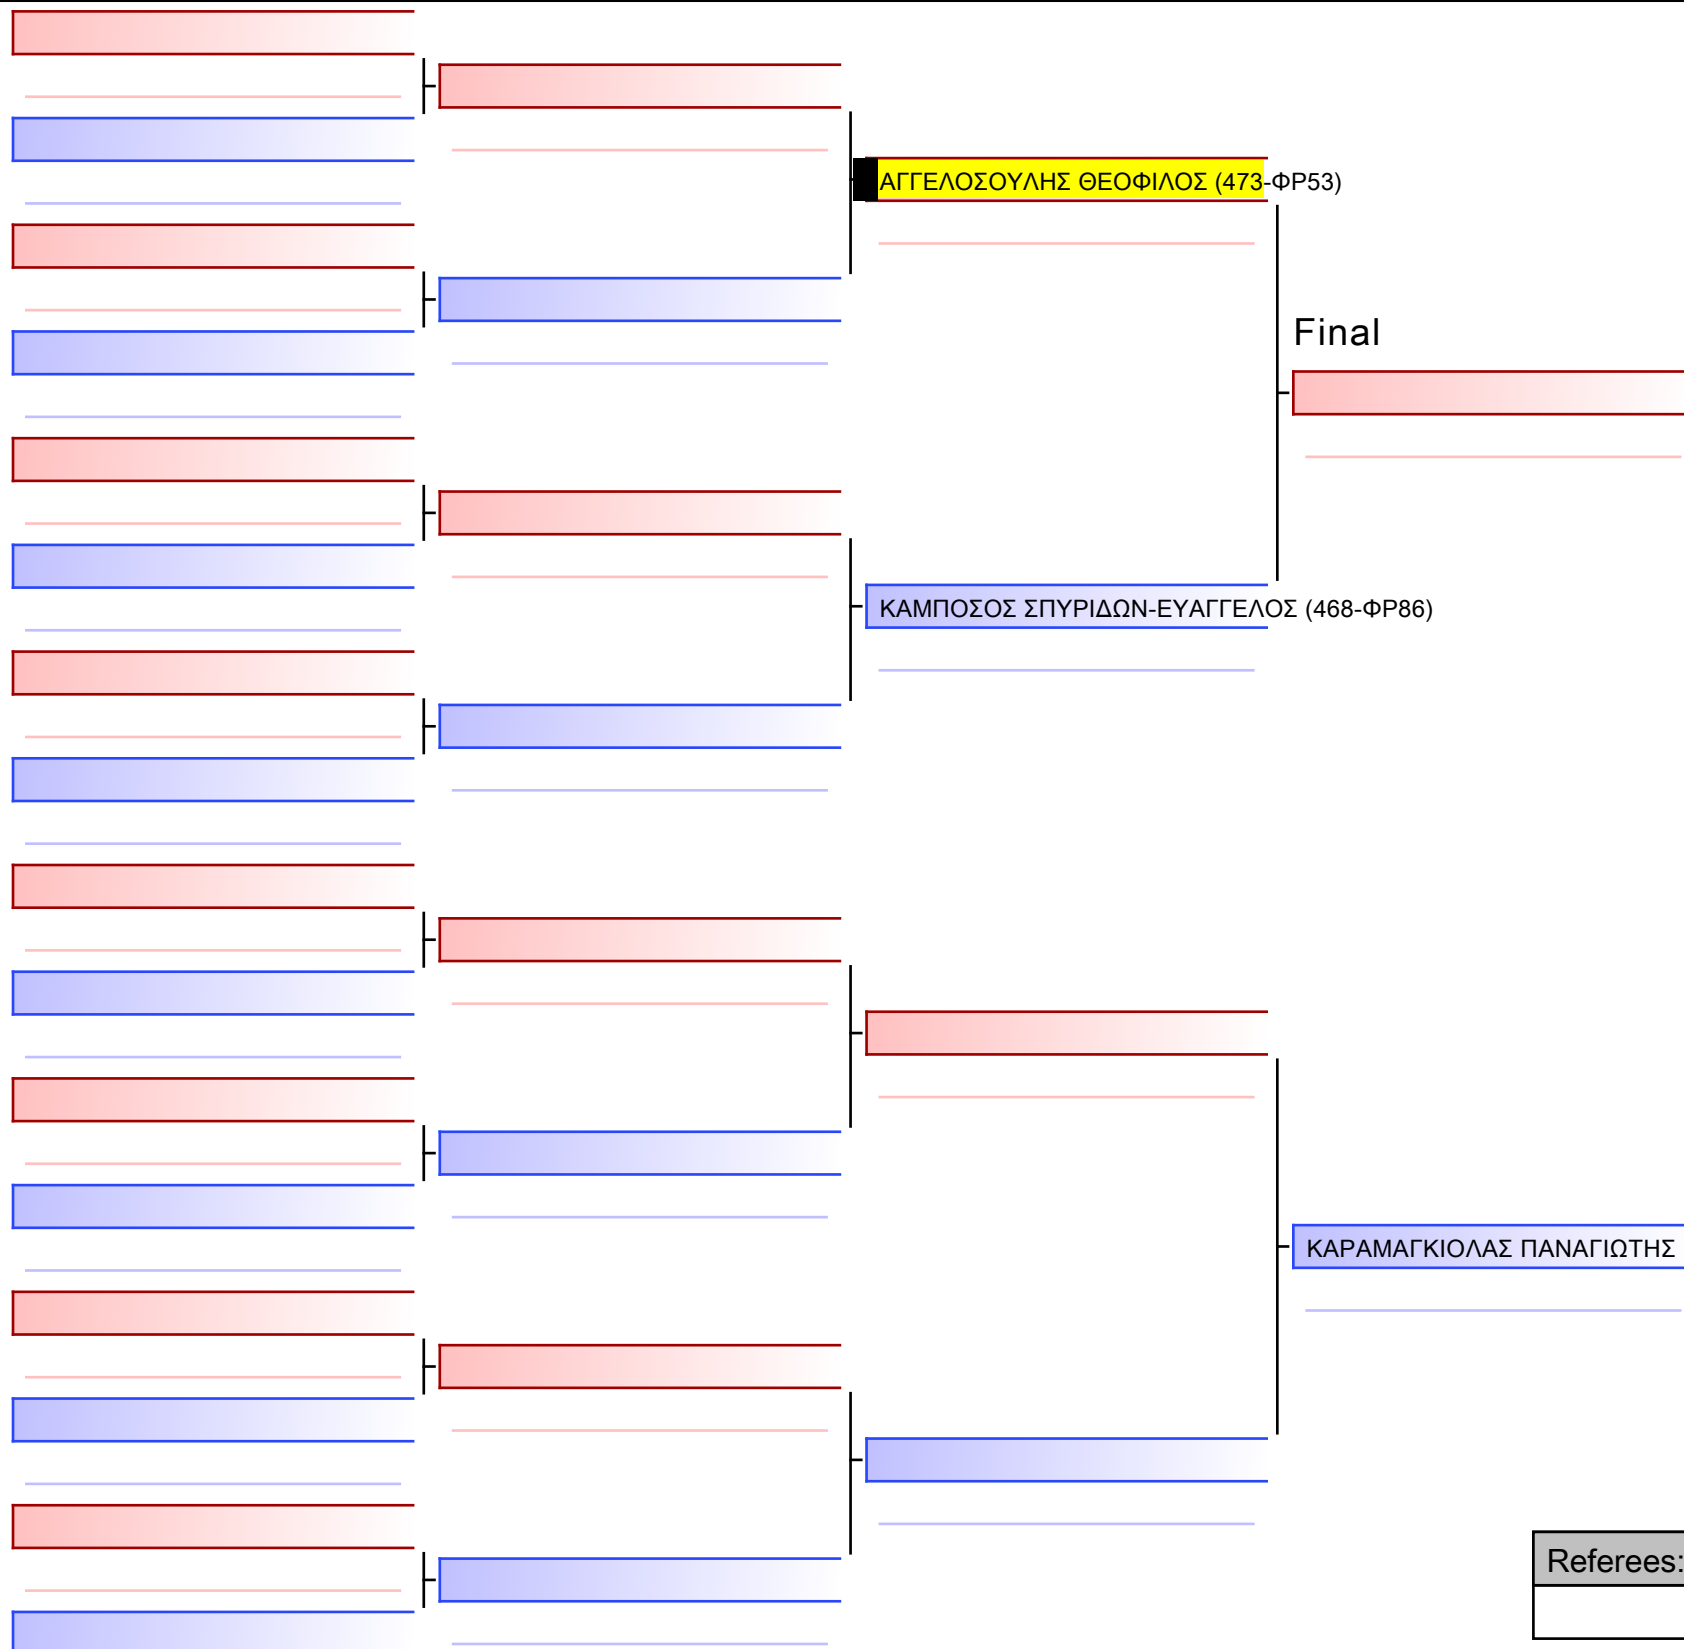 ΑΓΓΕΛΟΣΟΥΛΗΣ ΘΕΟΦΙΛΟΣ (473-ΦΡ53)
Final
ΚΑΜΠΟΣΟΣ ΣΠΥΡΙΔΩΝ-ΕΥΑΓΓΕΛΟΣ (468-ΦΡ86)
ΚΑΡΑΜΑΓΚΙΟΛΑΣ ΠΑΝΑΓΙΩΤΗΣ
Referees: